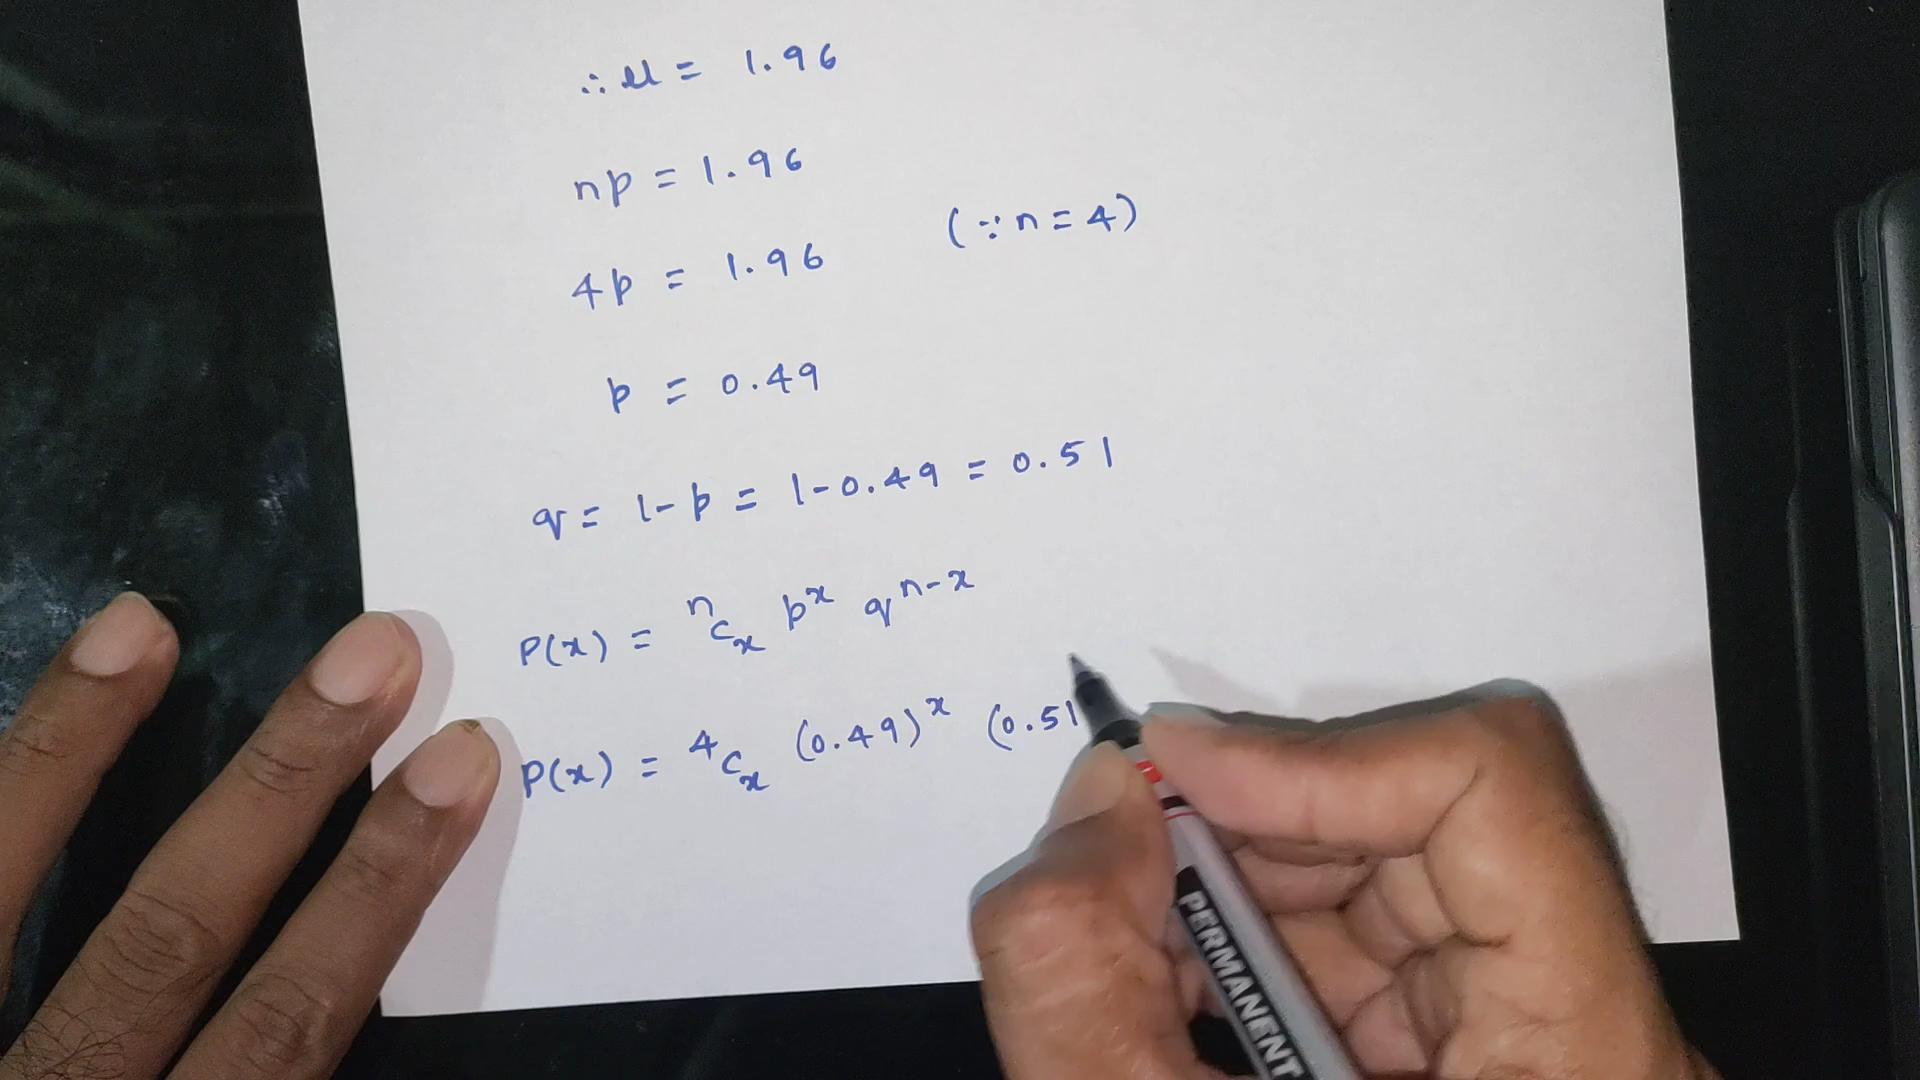 ∴ μ = 1.96
np = 1.96
(∵ n = 4)
4p = 1.96
p = 0.49
q = 1-p = 1-0.49 = 0.51
P(x) = ⁿCₓ pˣ qⁿ⁻ˣ
P(x) = ⁴Cₓ (0.49)ˣ (0.51
PERMANENT